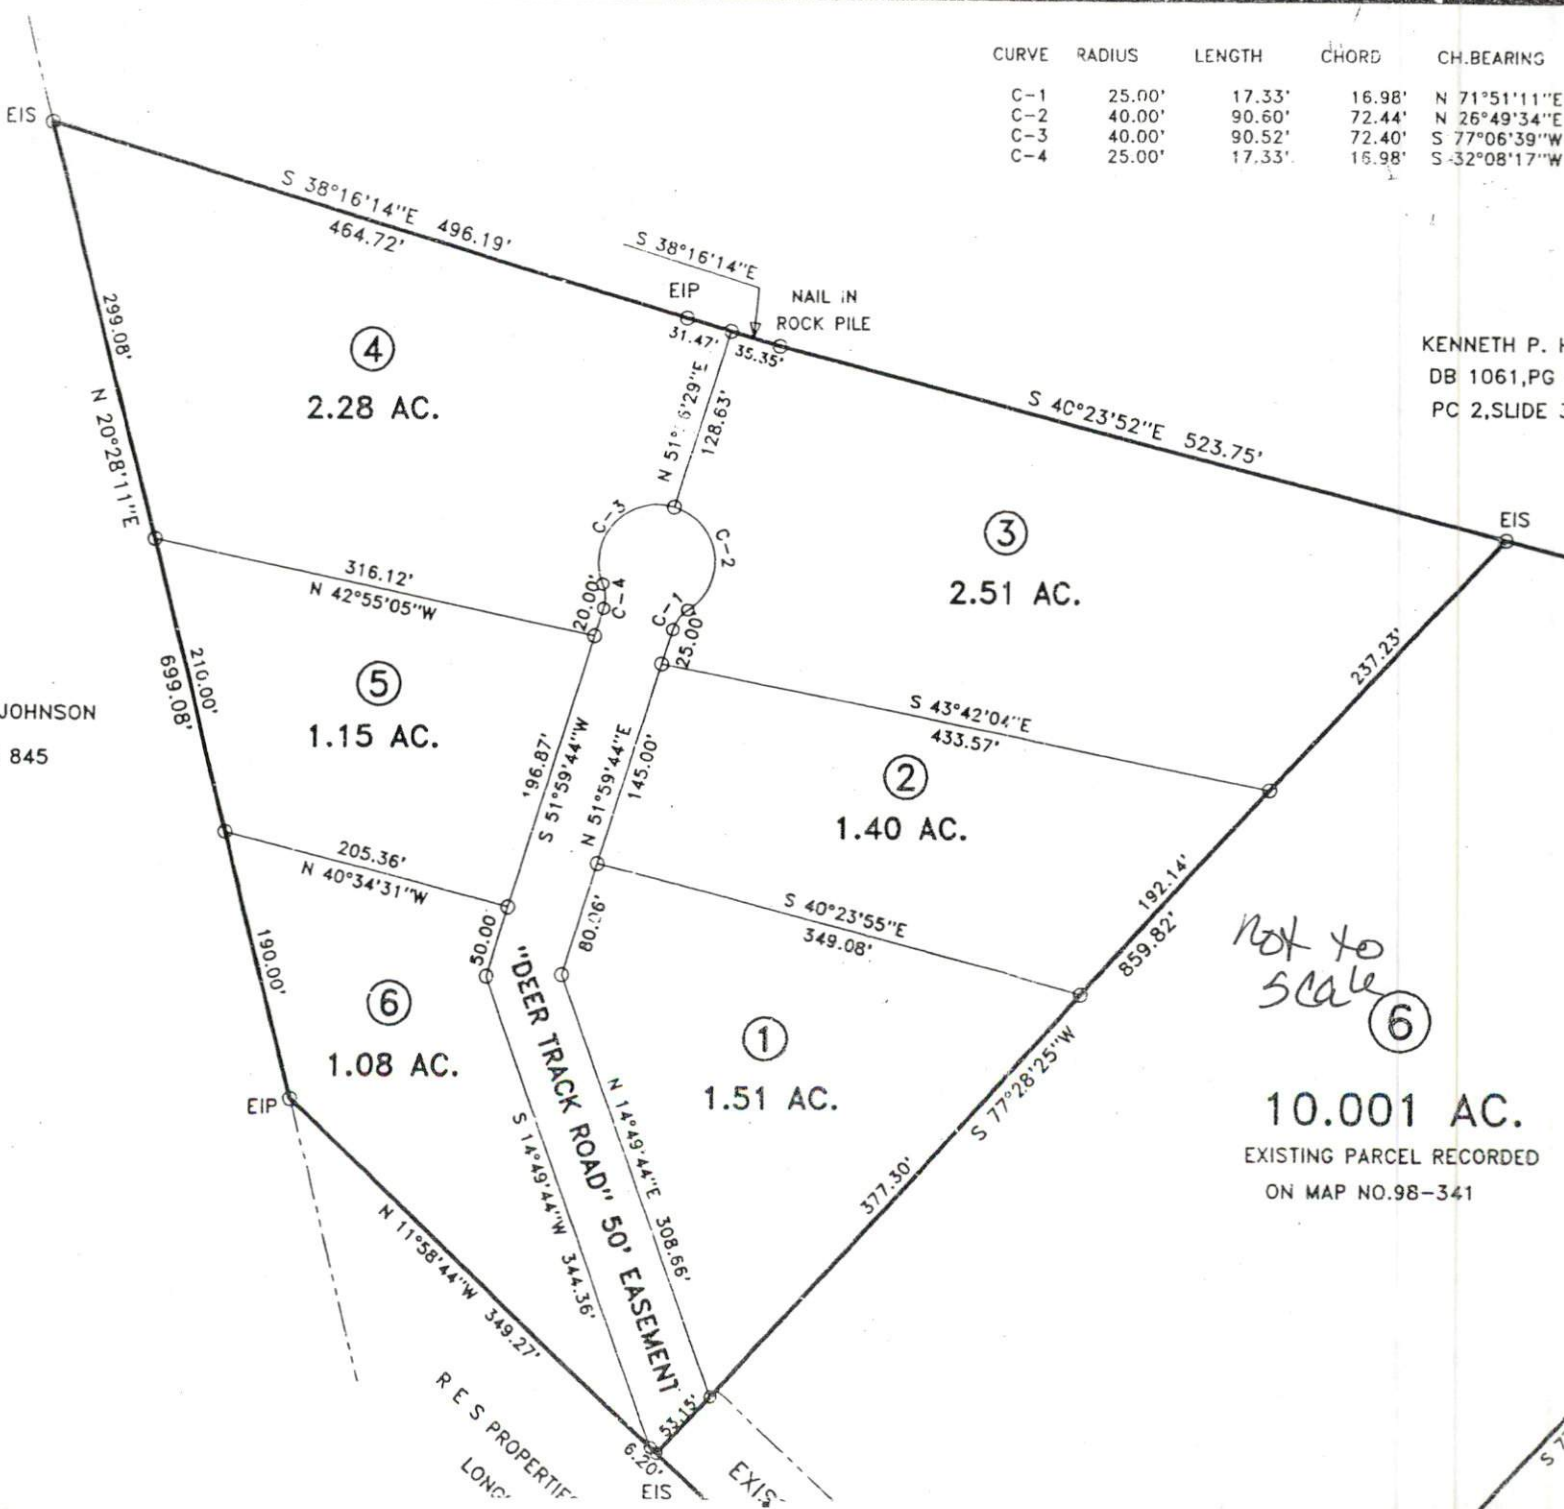 CURVE RADIUS LENGTH CHORD CH.BEARING
C-1 25.00' 17.33' 16.98' N 71°51'11"E
C-2 40.00' 90.60' 72.44' N 26°49'34"E
C-3 40.00' 90.52' 72.40' S 77°06'39"W
C-4 25.00' 17.33' 16.98' S 32°08'17"W
EIS
S 38°16'14"E 496.19'
464.72'
S 38°16'14"E
EIP
NAIL IN
ROCK PILE
31.47'
35.35'
KENNETH P.
DB 1061,PG
PC 2,SLIDE
S 40°23'52"E 523.75'
EIS
299.08'
N 20°28'11"E
4
2.28 AC.
128.63'
C-3
C-2
3
2.51 AC.
316.12'
N 42°55'05"W
20.00'
C-4
C-1
25.00'
237.23'
210.00'
699.08'
5
1.15 AC.
JOHNSON
845
S 43°42'04"E
433.57'
196.87'
S 51°59'44"W
N 51°59'44"E
145.00'
2
1.40 AC.
205.36'
N 40°34'31"W
192.14'
859.82'
S 40°23'55"E
349.08'
50.00'
80.06'
190.00'
6
1.08 AC.
"DEER TRACK ROAD" 50' EASEMENT
1
1.51 AC.
not to
scale
6
10.001 AC.
EXISTING PARCEL RECORDED
ON MAP NO.98-341
S 77°28'25"W
377.30'
EIP
N 14°49'44"E 308.66'
S 14°49'44"W 344.36'
N 11°58'44"W 349.27'
53.15'
6.20'
EIS
R E S PROPERTIE
LONG
EXIS
S 7